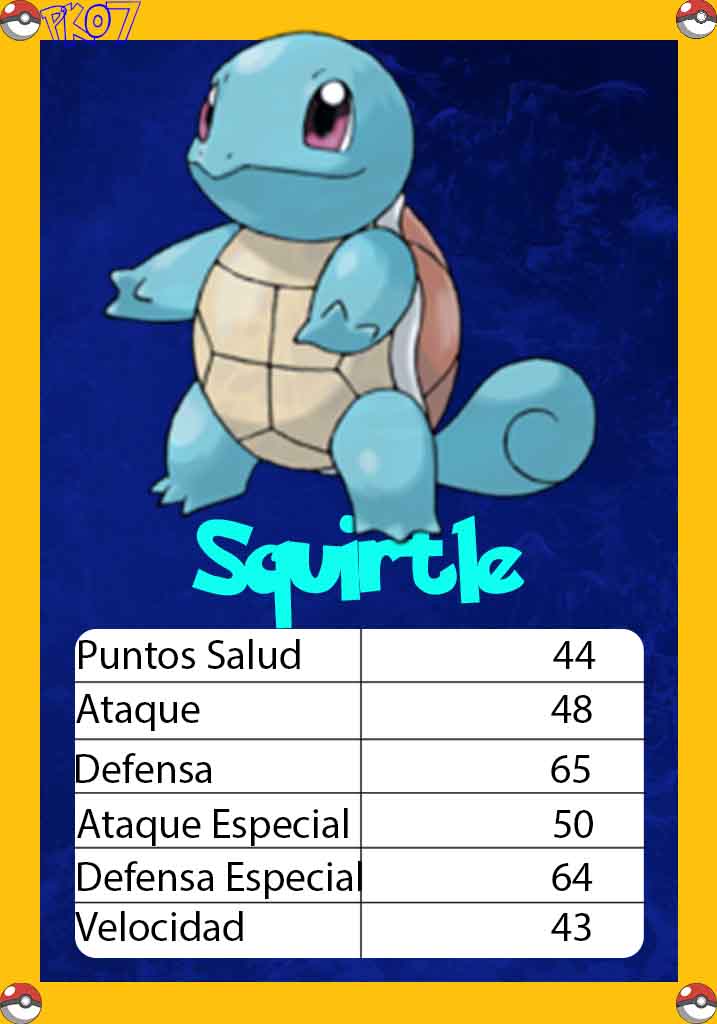 PK07
Squirtle
Puntos Salud 44
Ataque 48
Defensa 65
Ataque Especial 50
Defensa Especial 64
Velocidad 43